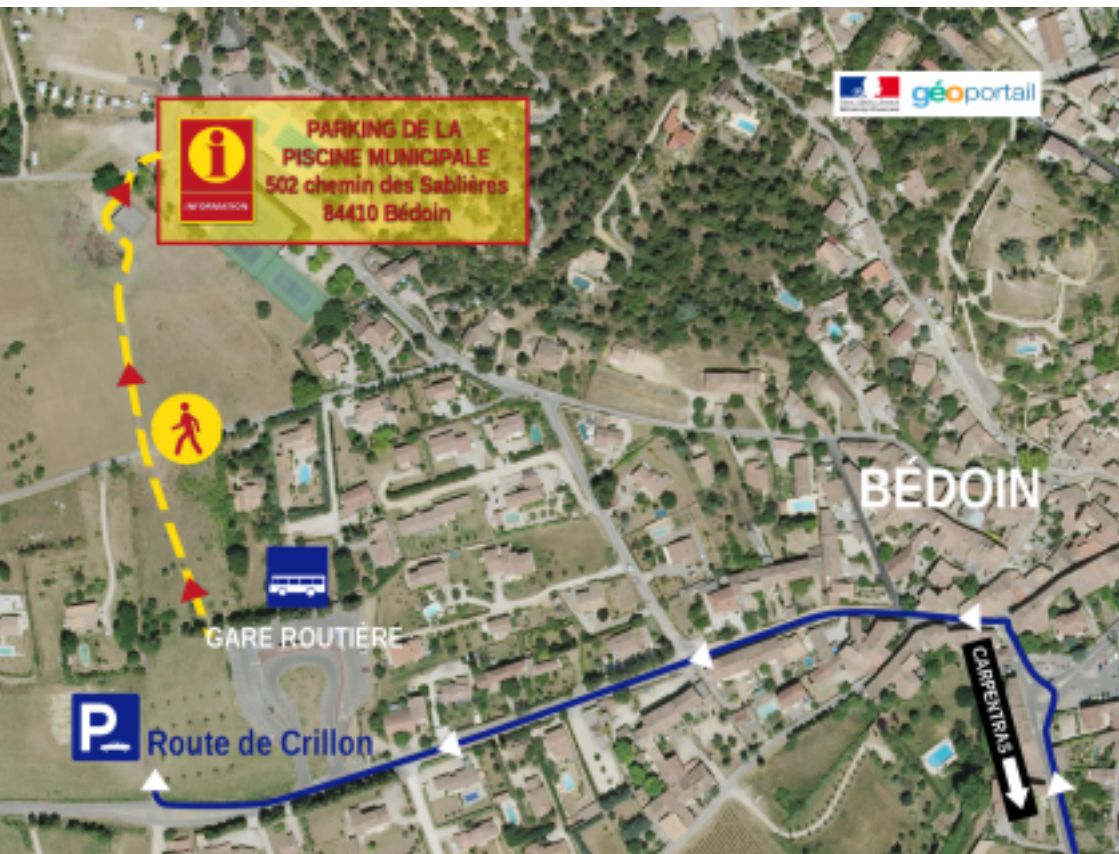 géoportail
PARKING DE LA
PISCINE MUNICIPALE
502 chemin des Sablières
84410 Bédoin
i
INFORMATION
BÉDOIN
GARE ROUTIÈRE
CARPENTRAS
P
Route de Crillon